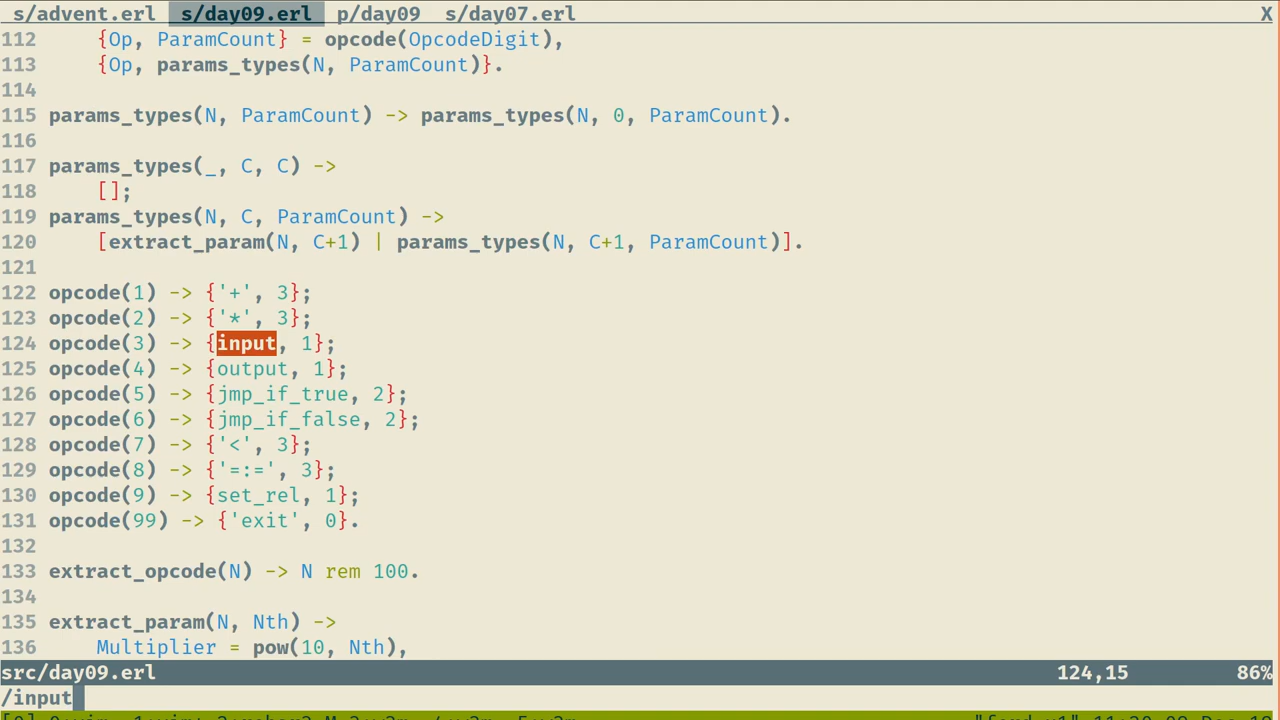 s/advent.erl  s/day09.erl  p/day09  s/day07.erl X
112     {Op, ParamCount} = opcode(OpcodeDigit),
113     {Op, params_types(N, ParamCount)}.
114
115 params_types(N, ParamCount) -> params_types(N, 0, ParamCount).
116
117 params_types(_, C, C) ->
118     [];
119 params_types(N, C, ParamCount) ->
120     [extract_param(N, C+1) | params_types(N, C+1, ParamCount)].
121
122 opcode(1) -> {'+', 3};
123 opcode(2) -> {'*', 3};
124 opcode(3) -> {input, 1};
125 opcode(4) -> {output, 1};
126 opcode(5) -> {jmp_if_true, 2};
127 opcode(6) -> {jmp_if_false, 2};
128 opcode(7) -> {'<', 3};
129 opcode(8) -> {'=:=', 3};
130 opcode(9) -> {set_rel, 1};
131 opcode(99) -> {'exit', 0}.
132
133 extract_opcode(N) -> N rem 100.
134
135 extract_param(N, Nth) ->
136     Multiplier = pow(10, Nth),
src/day09.erl 124,15 86%
/input